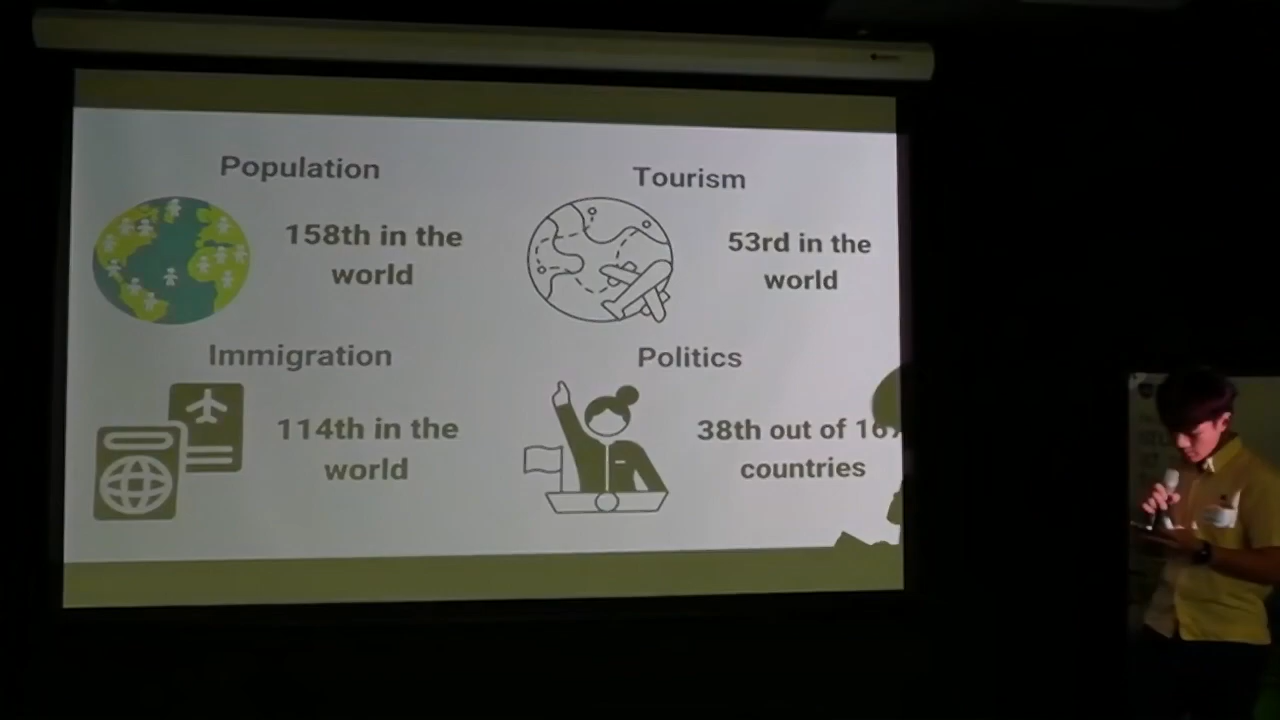 Population
158th in the
world
Tourism
53rd in the
world
Immigration
114th in the
world
Politics
38th out of
countries